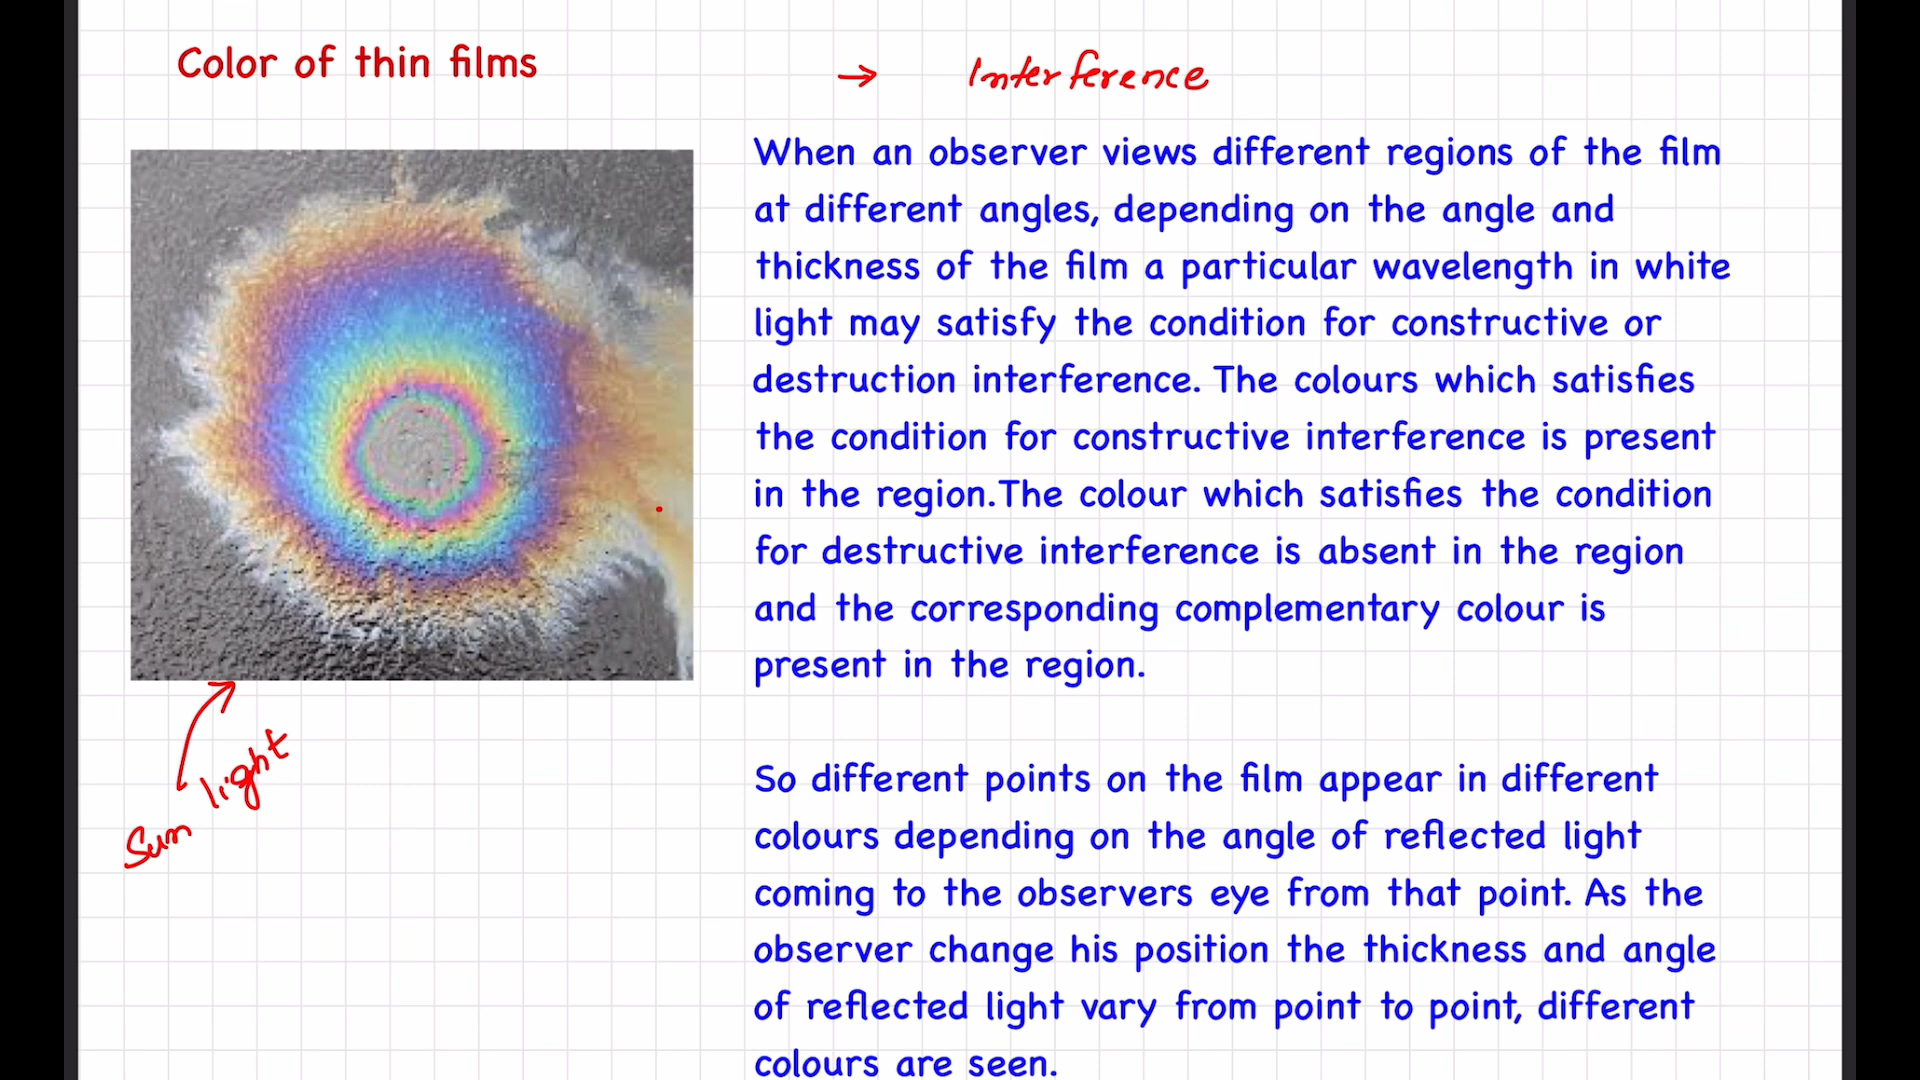 Color of thin films
→ Interference
When an observer views different regions of the film
at different angles, depending on the angle and
thickness of the film a particular wavelength in white
light may satisfy the condition for constructive or
destruction interference. The colours which satisfies
the condition for constructive interference is present
in the region.The colour which satisfies the condition
for destructive interference is absent in the region
and the corresponding complementary colour is
present in the region.
So different points on the film appear in different
colours depending on the angle of reflected light
coming to the observers eye from that point. As the
observer change his position the thickness and angle
of reflected light vary from point to point, different
colours are seen.
Sun light